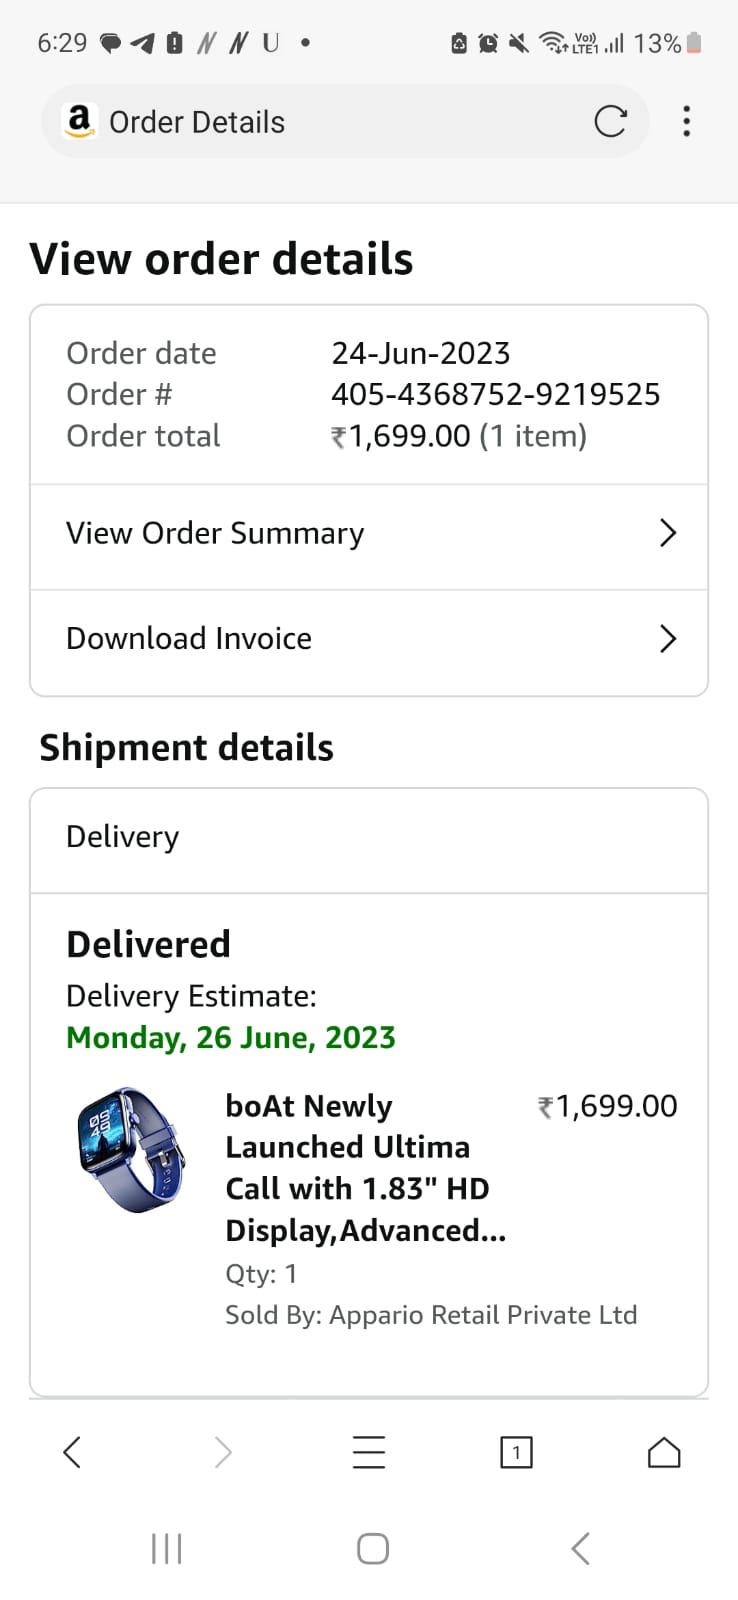 6:29 N N U • Vo)) LTE1 13%
a Order Details
View order details
Order date 24-Jun-2023
Order # 405-4368752-9219525
Order total ₹1,699.00 (1 item)
View Order Summary
Download Invoice
Shipment details
Delivery
Delivered
Delivery Estimate:
Monday, 26 June, 2023
boAt Newly ₹1,699.00
Launched Ultima
Call with 1.83" HD
Display,Advanced...
Qty: 1
Sold By: Appario Retail Private Ltd
1